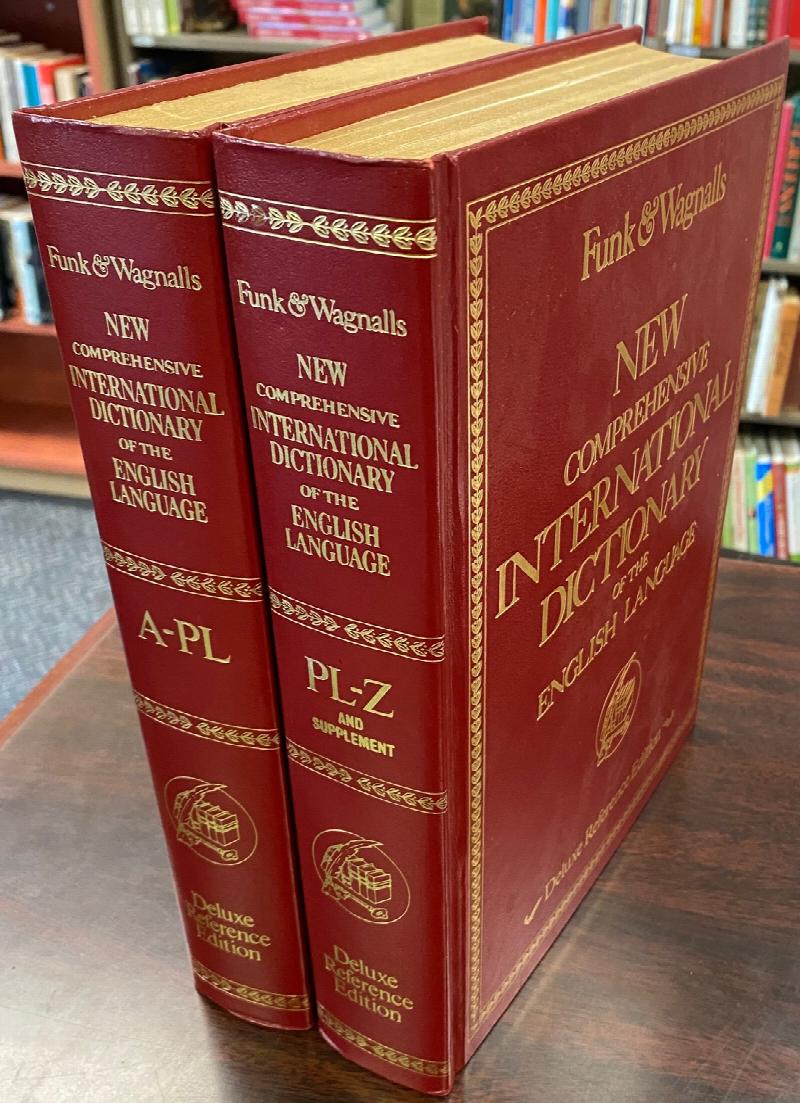 Funk & Wagnalls
NEW
COMPREHENSIVE
INTERNATIONAL
DICTIONARY
OF THE
ENGLISH
LANGUAGE
A-PL
Deluxe
Reference
Edition
Funk & Wagnalls
NEW
COMPREHENSIVE
INTERNATIONAL
DICTIONARY
OF THE
ENGLISH
LANGUAGE
PL-Z
AND
SUPPLEMENT
Deluxe
Reference
Edition
Funk & Wagnalls
NEW
COMPREHENSIVE
INTERNATIONAL
DICTIONARY
OF THE
ENGLISH LANGUAGE
Deluxe Reference Edition